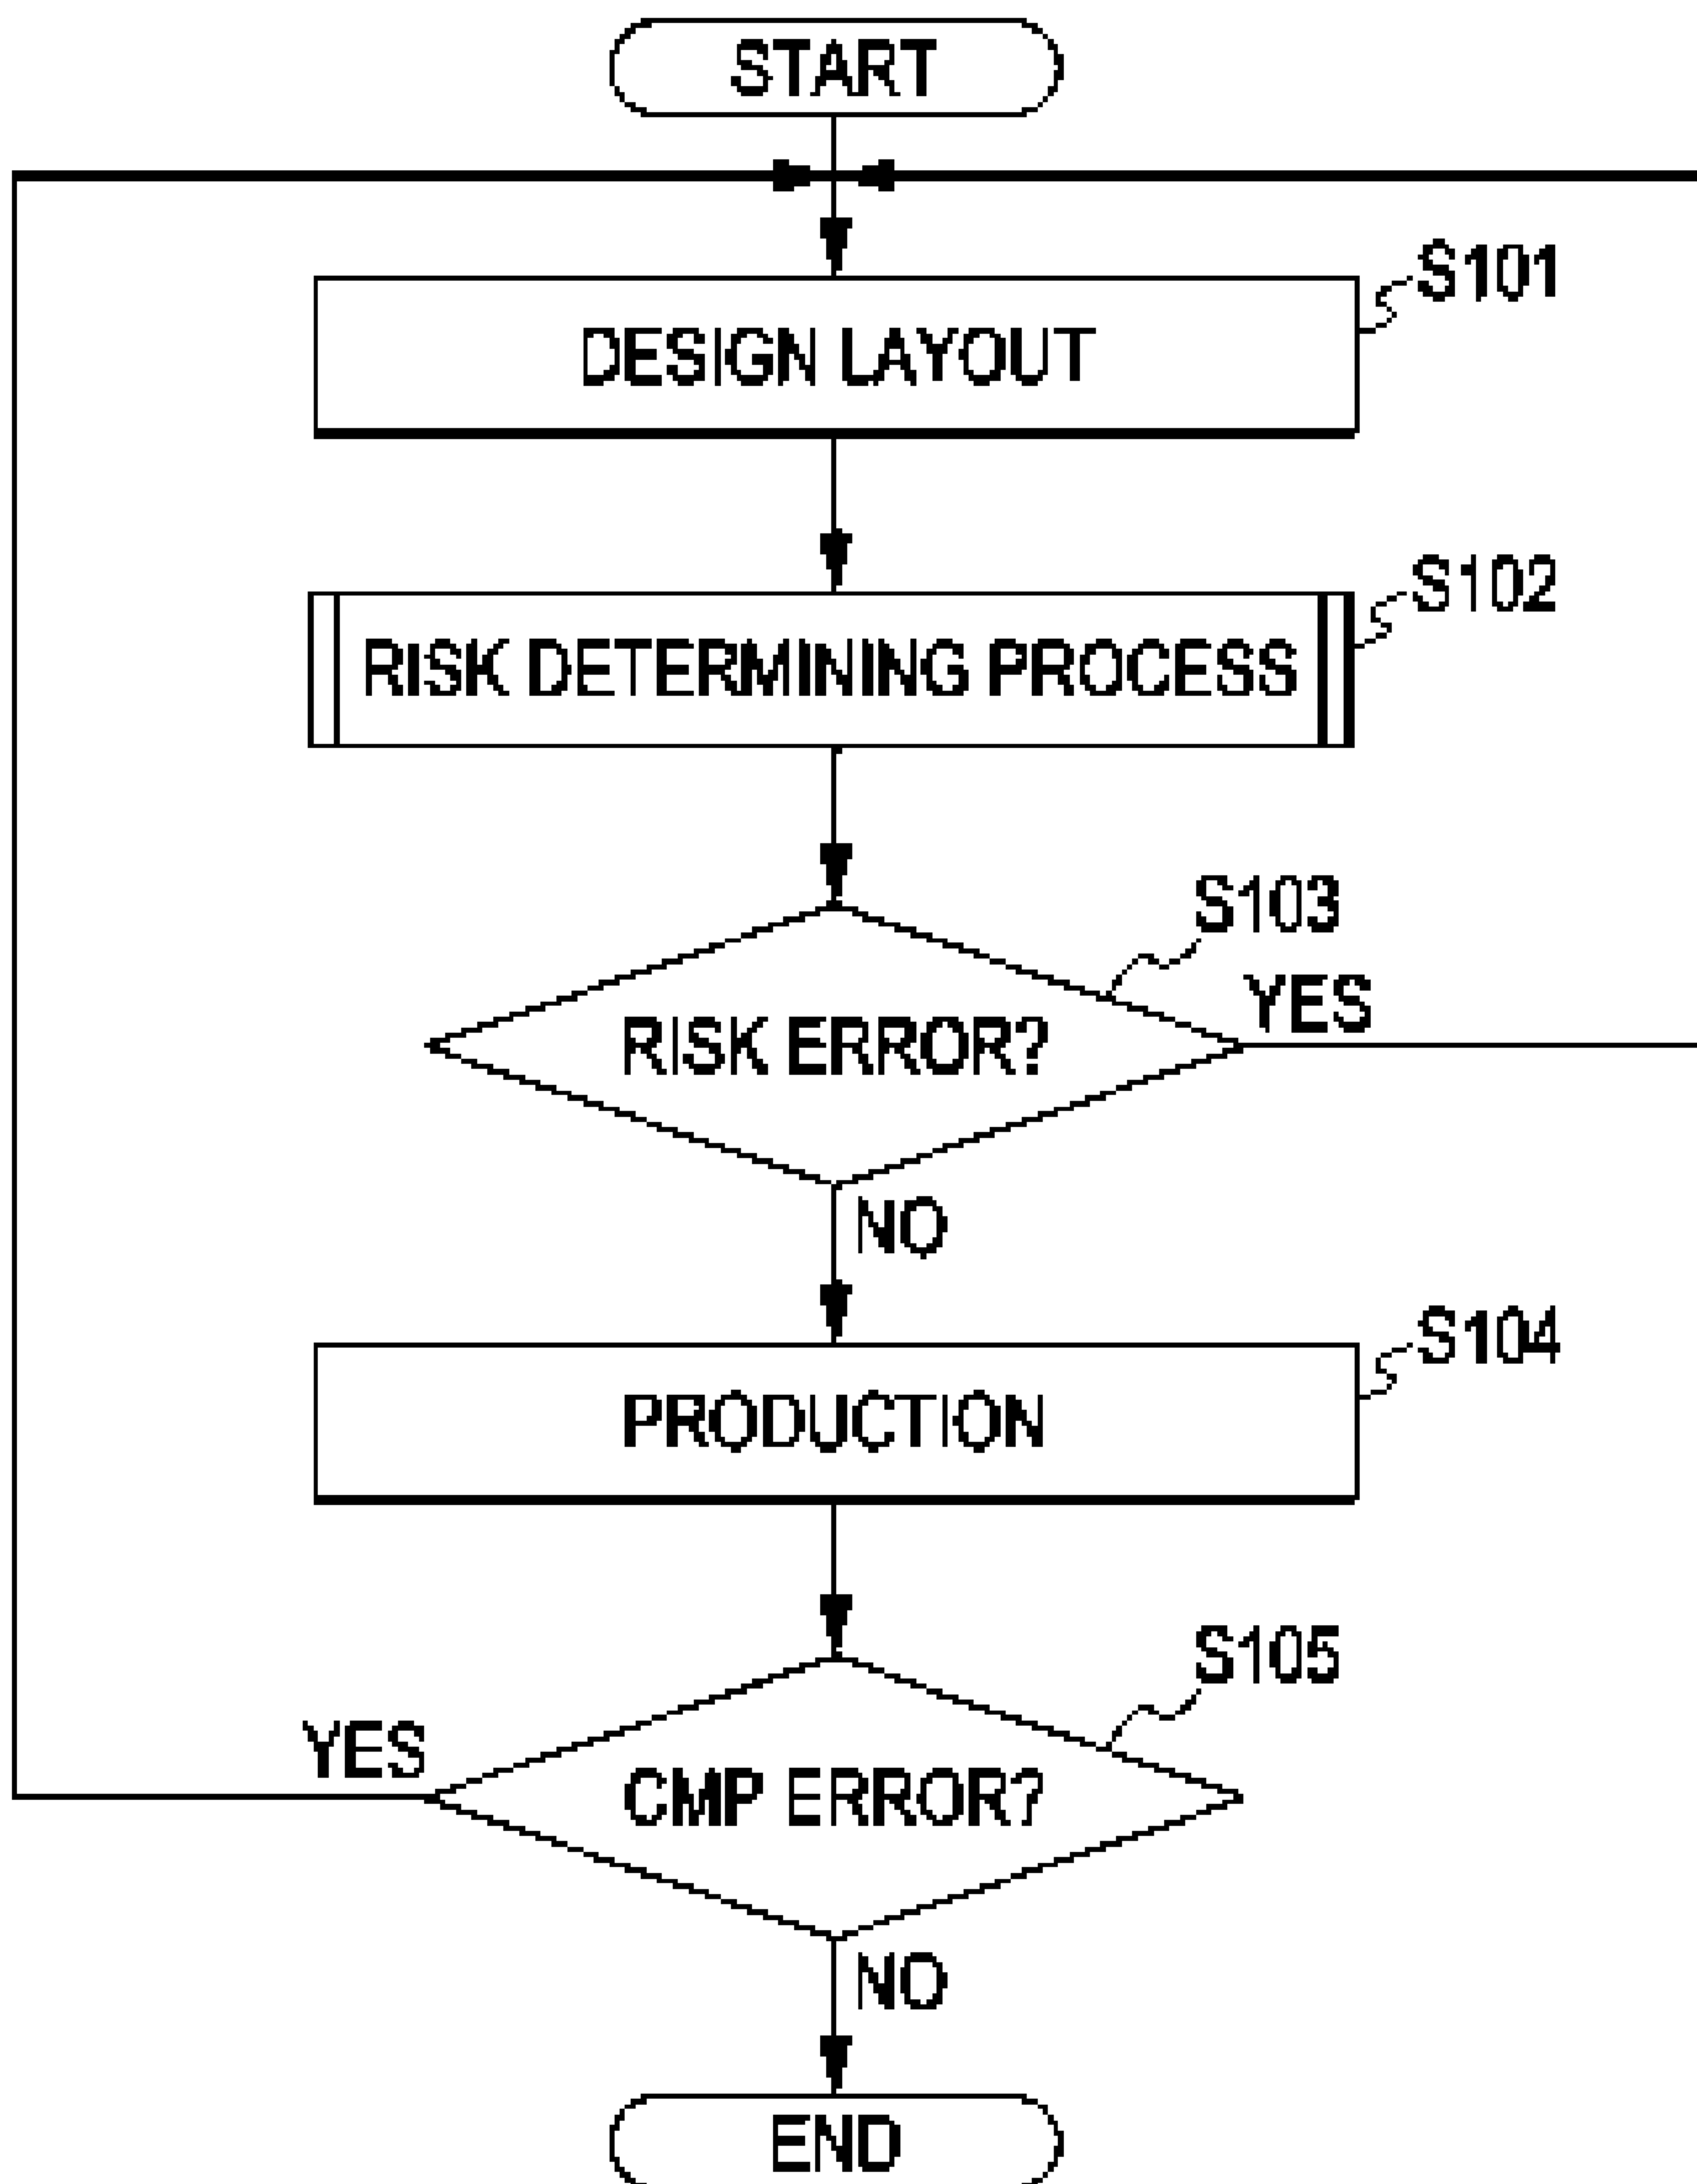 START
S101
DESIGN LAYOUT
S102
RISK DETERMINING PROCESS
S103
YES
RISK ERROR?
NO
S104
PRODUCTION
S105
YES
CMP ERROR?
NO
END